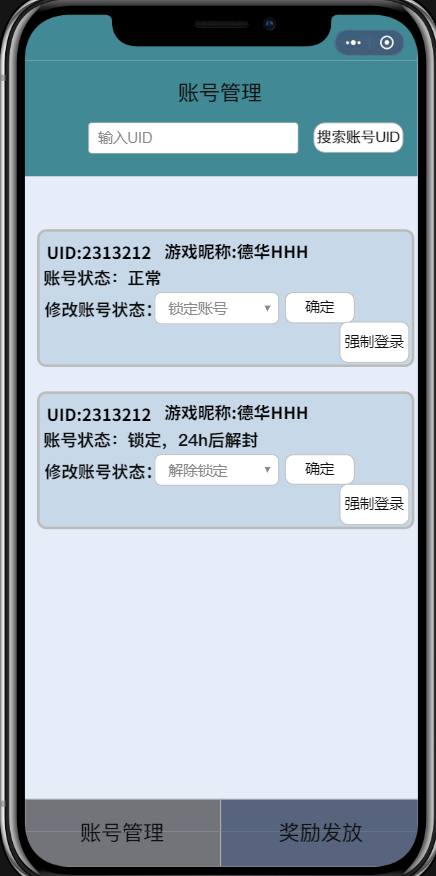 账号管理
输入UID 搜索账号UID
UID:2313212 游戏昵称:德华HHH
账号状态：正常
修改账号状态： 锁定账号 确定
强制登录
UID:2313212 游戏昵称:德华HHH
账号状态：锁定，24h后解封
修改账号状态： 解除锁定 确定
强制登录
账号管理 奖励发放